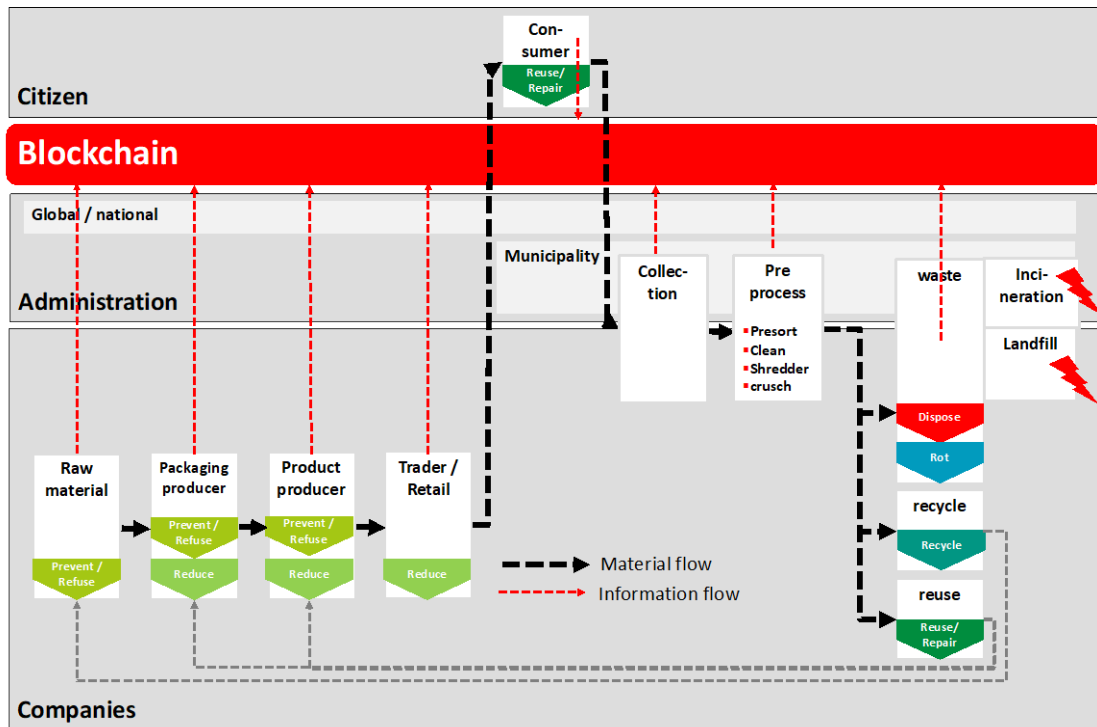 Con-
sumer
Reuse/
Repair
Citizen
Blockchain
Global / national
Municipality
Collec-
tion
Pre
process
Presort
Clean
Shredder
crusch
waste
Inci-
neration
Landfill
Administration
Dispose
Rot
Raw
material
Prevent /
Refuse
Packaging
producer
Prevent /
Refuse
Reduce
Product
producer
Prevent /
Refuse
Reduce
Trader /
Retail
Reduce
recycle
Recycle
reuse
Reuse/
Repair
Material flow
Information flow
Companies